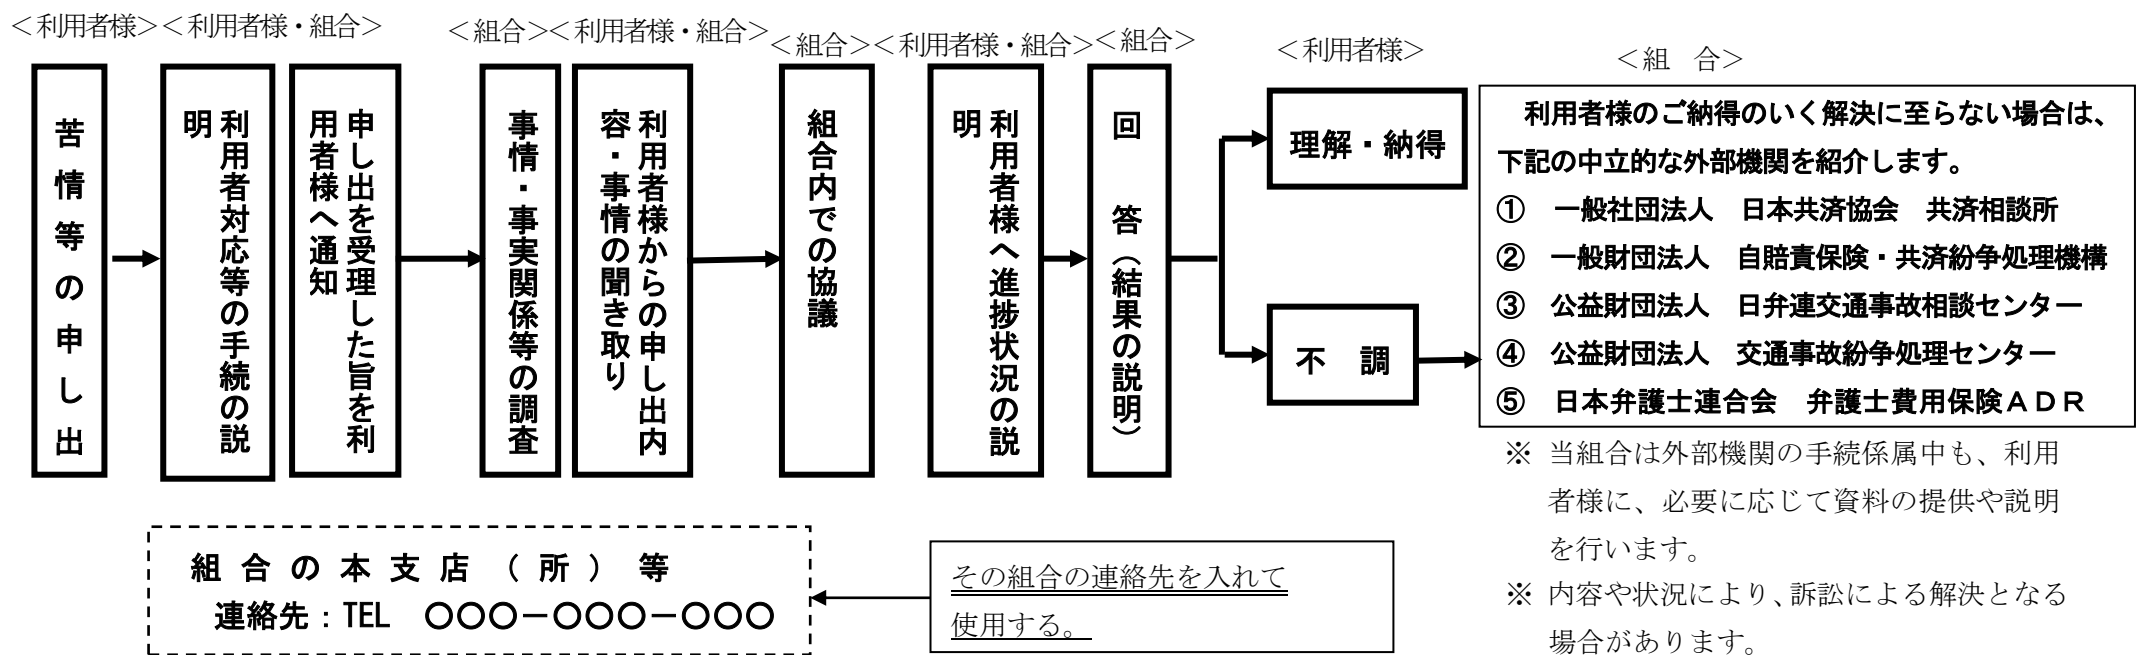 ＜利用者様＞＜利用者様・組合＞
＜組合＞＜利用者様・組合＞
＜組合＞＜利用者様・組合＞
＜組合＞
＜利用者様＞
＜組　合＞
苦情等の申し出
利用者対応等の手続の説
明
申し出を受理した旨を利
用者様へ通知
事情・事実関係等の調査
利用者様からの申し出内
容・事情の聞き取り
組合内での協議
利用者様へ進捗状況の説
明
回　答（結果の説明）
理解・納得
不　調
利用者様のご納得のいく解決に至らない場合は、
下記の中立的な外部機関を紹介します。
①　一般社団法人　日本共済協会　共済相談所
②　一般財団法人　自賠責保険・共済紛争処理機構
③　公益財団法人　日弁連交通事故相談センター
④　公益財団法人　交通事故紛争処理センター
⑤　日本弁護士連合会　弁護士費用保険ＡＤＲ
※ 当組合は外部機関の手続係属中も、利用
者様に、必要に応じて資料の提供や説明
を行います。
※ 内容や状況により、訴訟による解決となる
場合があります。
組合の本支店（所）等
連絡先：TEL　○○○－○○○－○○○
その組合の連絡先を入れて
使用する。